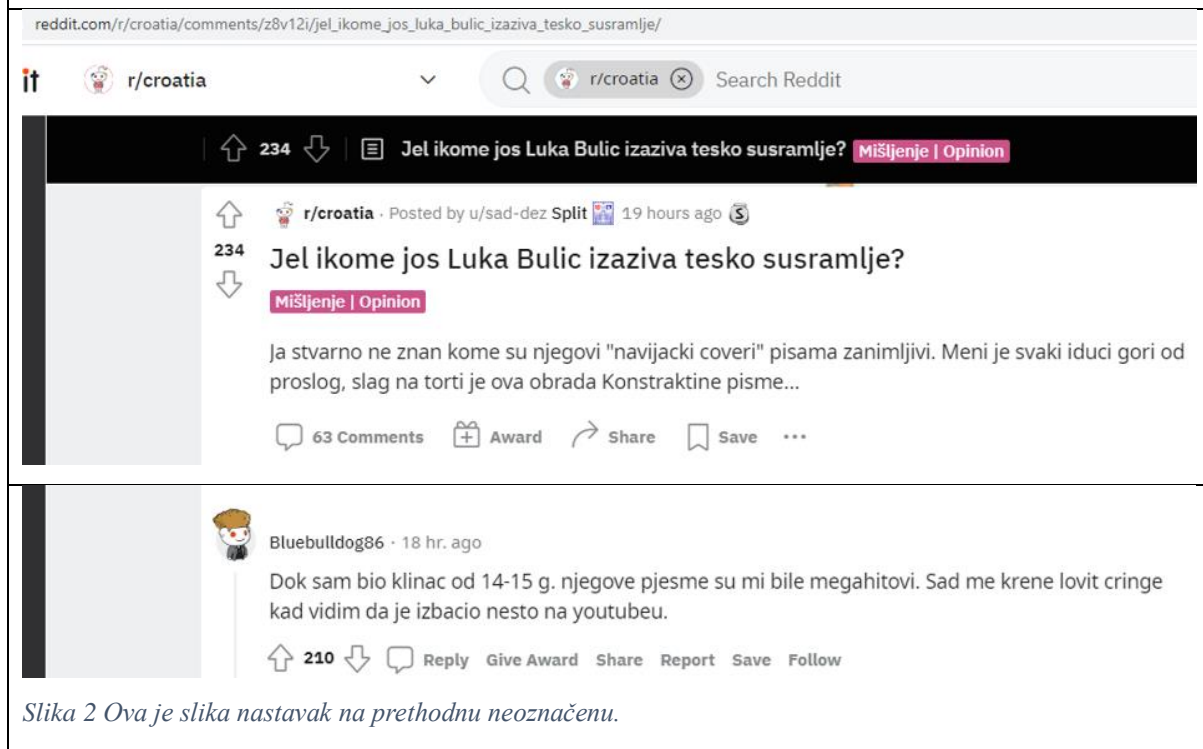 reddit.com/r/croatia/comments/z8v12i/jel_ikome_jos_luka_bulic_izaziva_tesko_susramlje/
it r/croatia r/croatia Search Reddit
234 Jel ikome jos Luka Bulic izaziva tesko susramlje? Mišljenje | Opinion
r/croatia · Posted by u/sad-dez Split 19 hours ago
234
Jel ikome jos Luka Bulic izaziva tesko susramlje?
Mišljenje | Opinion
Ja stvarno ne znan kome su njegovi "navijacki coveri" pisama zanimljivi. Meni je svaki iduci gori od
proslog, slag na torti je ova obrada Konstraktine pisme...
63 Comments Award Share Save ...
Bluebulldog86 · 18 hr. ago
Dok sam bio klinac od 14-15 g. njegove pjesme su mi bile megahitovi. Sad me krene lovit cringe
kad vidim da je izbacio nesto na youtubeu.
210 Reply Give Award Share Report Save Follow
Slika 2 Ova je slika nastavak na prethodnu neoznačenu.